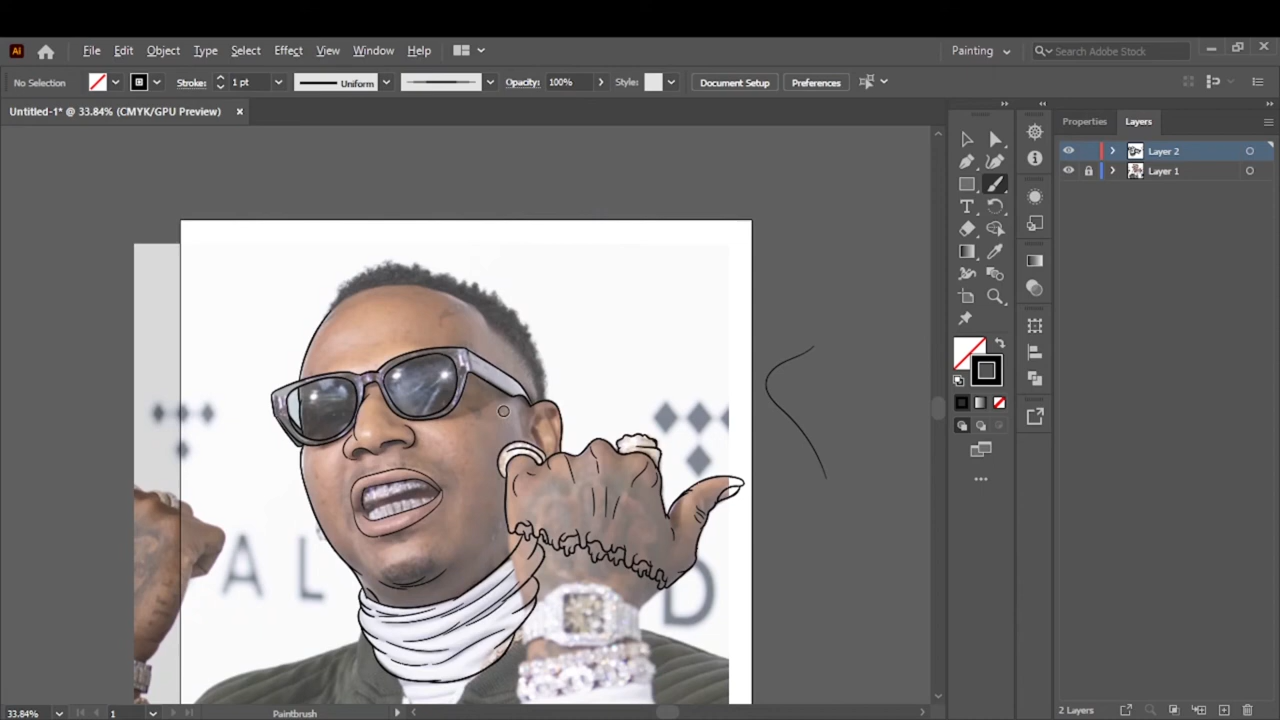 Ai File Edit Object Type Select Effect View Window Help Painting Search Adobe Stock
No Selection Stroke: 1 pt Uniform Opacity: 100% Style: Document Setup Preferences
Untitled-1* @ 33.84% (CMYK/GPU Preview) Properties Layers
Layer 2
Layer 1
T
A L D
33.84% 1 Paintbrush 2 Layers